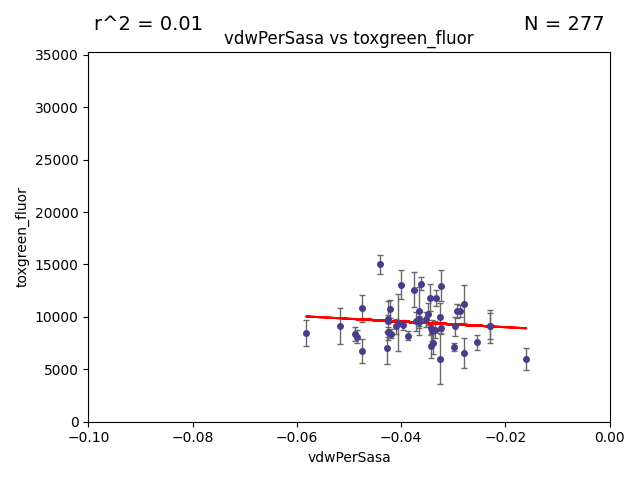 r^2 = 0.01
N = 277
vdwPerSasa vs toxgreen_fluor
35000
30000
25000
20000
15000
10000
5000
0
toxgreen_fluor
−0.10
−0.08
−0.06
−0.04
−0.02
0.00
vdwPerSasa